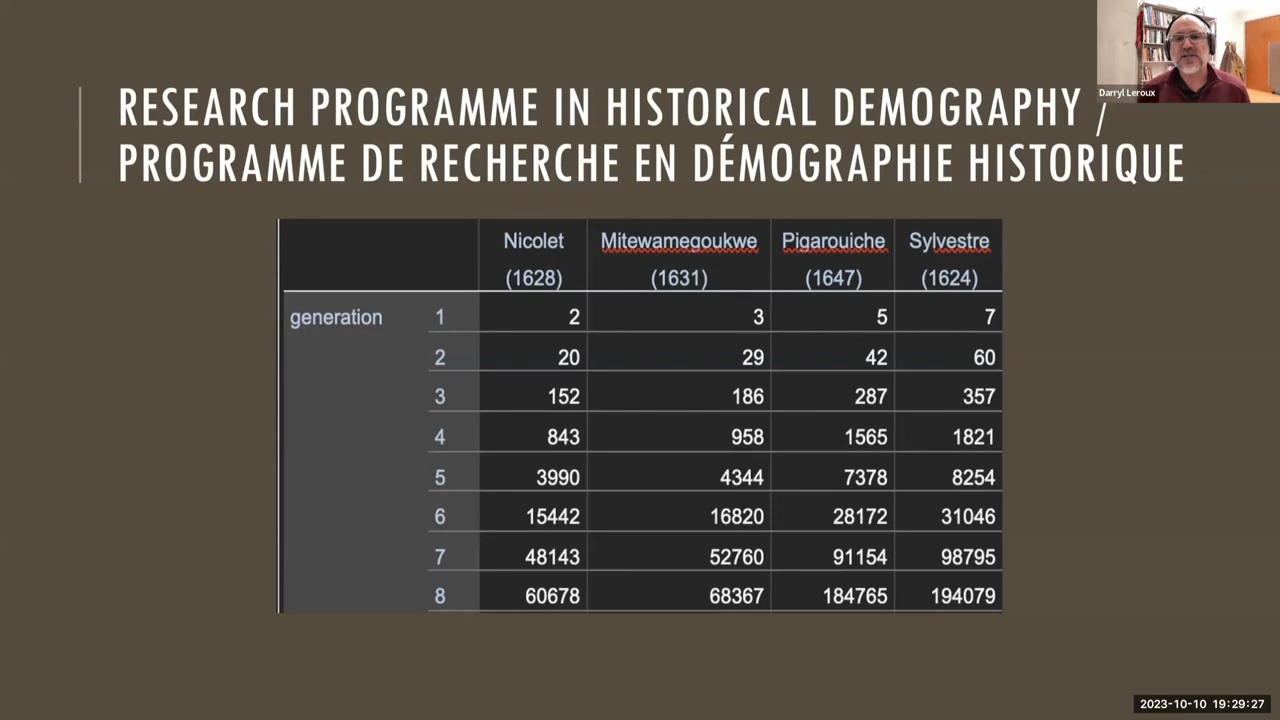 Darryl Leroux
RESEARCH PROGRAMME IN HISTORICAL DEMOGRAPHY /
PROGRAMME DE RECHERCHE EN DÉMOGRAPHIE HISTORIQUE
Nicolet Mitewamegoukwe Pigarouiche Sylvestre
(1628) (1631) (1647) (1624)
generation 1 2 3 5 7
2 20 29 42 60
3 152 186 287 357
4 843 958 1565 1821
5 3990 4344 7378 8254
6 15442 16820 28172 31046
7 48143 52760 91154 98795
8 60678 68367 184765 194079
2023-10-10 19:29:27